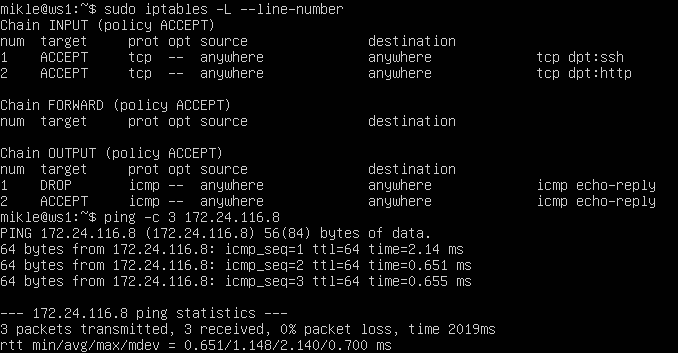 mikle@ws1:~$ sudo iptables -L --line-number
Chain INPUT (policy ACCEPT)
num  target     prot opt source               destination
1    ACCEPT     tcp  --  anywhere             anywhere             tcp dpt:ssh
2    ACCEPT     tcp  --  anywhere             anywhere             tcp dpt:http

Chain FORWARD (policy ACCEPT)
num  target     prot opt source               destination

Chain OUTPUT (policy ACCEPT)
num  target     prot opt source               destination
1    DROP       icmp --  anywhere             anywhere             icmp echo-reply
2    ACCEPT     icmp --  anywhere             anywhere             icmp echo-reply
mikle@ws1:~$ ping -c 3 172.24.116.8
PING 172.24.116.8 (172.24.116.8) 56(84) bytes of data.
64 bytes from 172.24.116.8: icmp_seq=1 ttl=64 time=2.14 ms
64 bytes from 172.24.116.8: icmp_seq=2 ttl=64 time=0.651 ms
64 bytes from 172.24.116.8: icmp_seq=3 ttl=64 time=0.655 ms

--- 172.24.116.8 ping statistics ---
3 packets transmitted, 3 received, 0% packet loss, time 2019ms
rtt min/avg/max/mdev = 0.651/1.148/2.140/0.700 ms